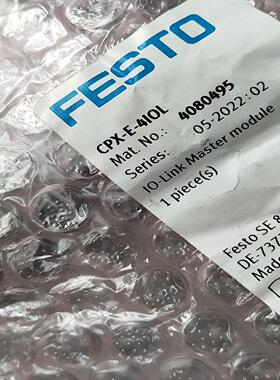 FESTO
CPX-E-4IOL
Mat. No.: 4080495
Series: 05-2022:02
IO-Link Master module
1 piece(s)
Festo SE &
DE-737
Made